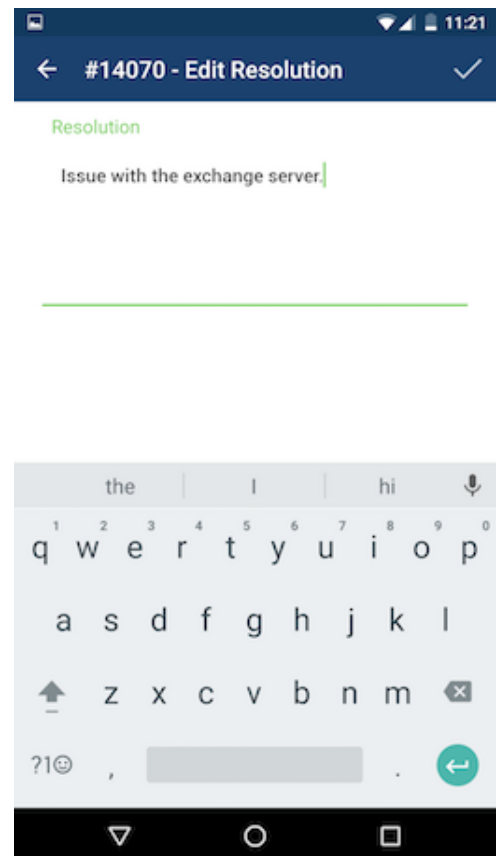 11:21
#14070 - Edit Resolution
Resolution
Issue with the exchange server.
the I hi
1 2 3 4 5 6 7 8 9 0
q w e r t y u i o p
a s d f g h j k l
z x c v b n m
?1☺ , .